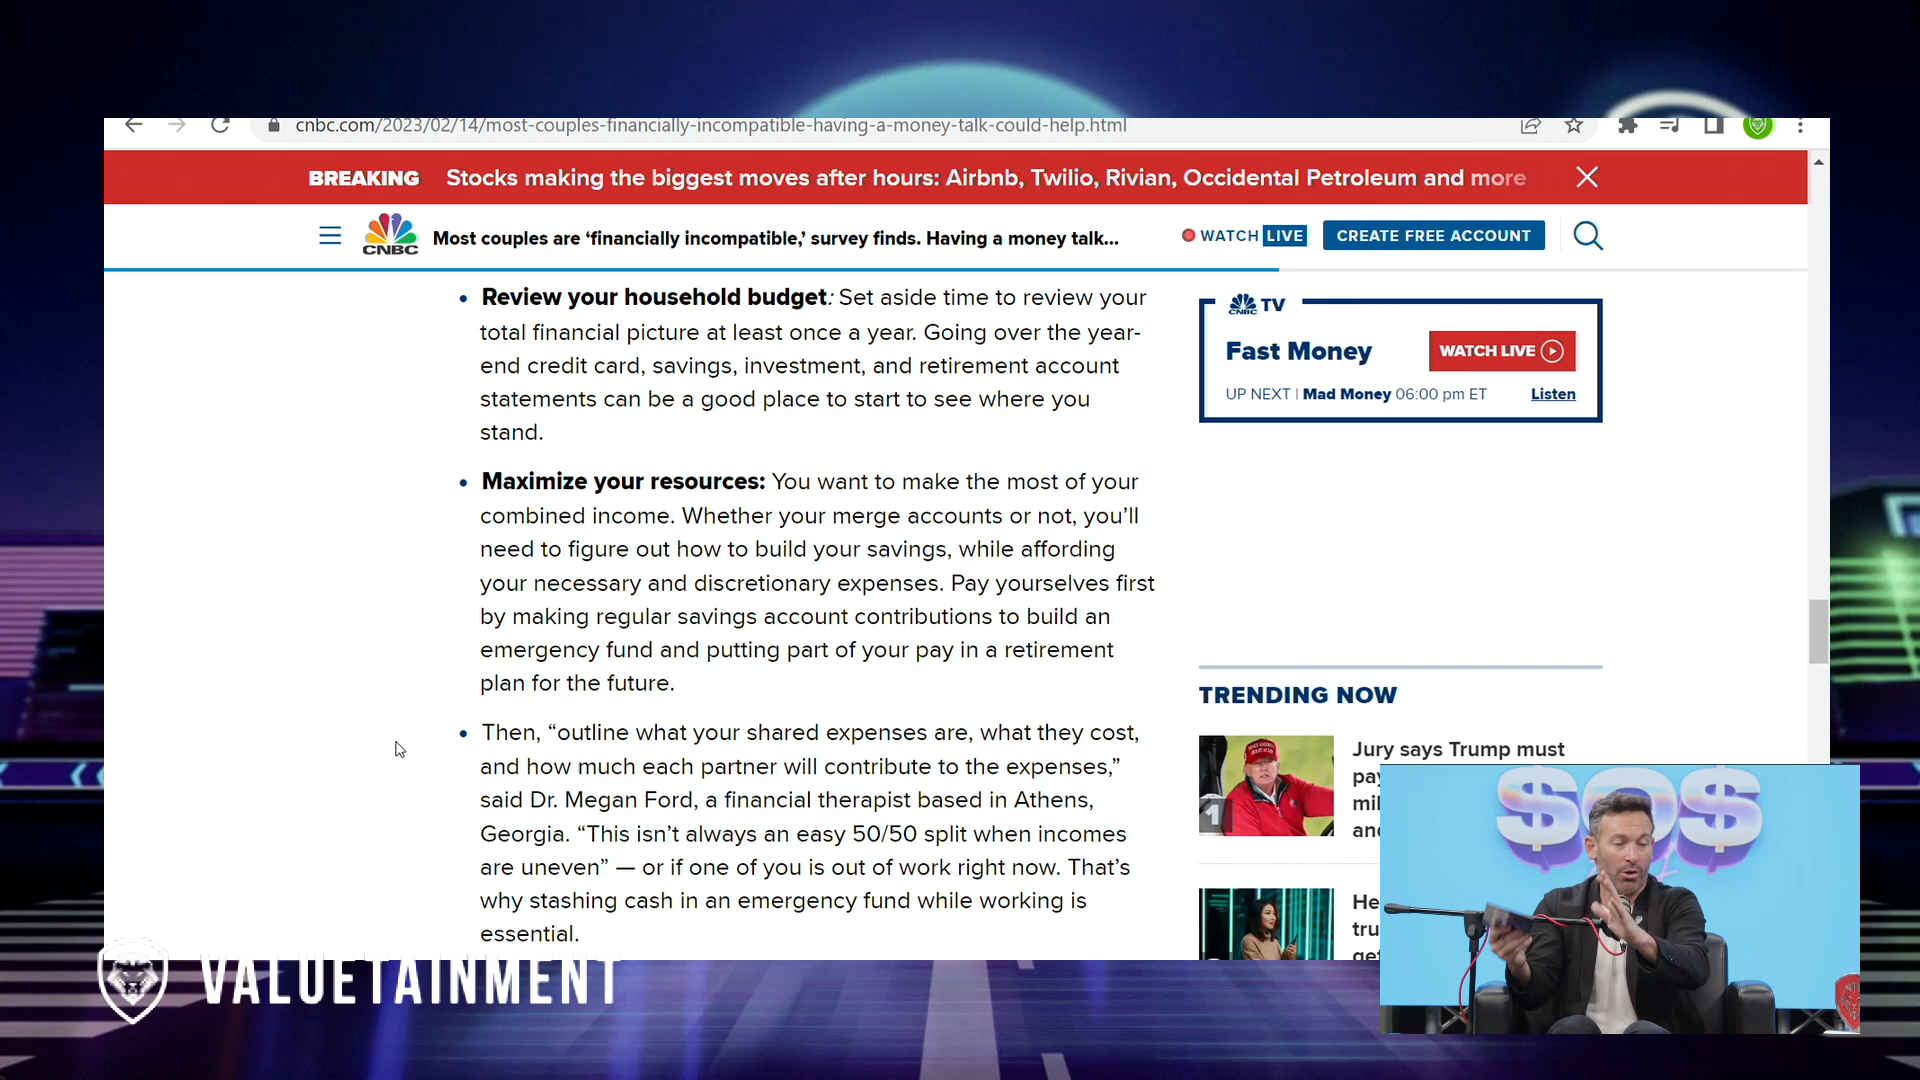 cnbc.com/2023/02/14/most-couples-financially-incompatible-having-a-money-talk-could-help.html
BREAKING Stocks making the biggest moves after hours: Airbnb, Twilio, Rivian, Occidental Petroleum and more
CNBC Most couples are ‘financially incompatible,’ survey finds. Having a money talk... WATCH LIVE CREATE FREE ACCOUNT
• Review your household budget: Set aside time to review your
total financial picture at least once a year. Going over the year-
end credit card, savings, investment, and retirement account
statements can be a good place to start to see where you
stand.
• Maximize your resources: You want to make the most of your
combined income. Whether your merge accounts or not, you’ll
need to figure out how to build your savings, while affording
your necessary and discretionary expenses. Pay yourselves first
by making regular savings account contributions to build an
emergency fund and putting part of your pay in a retirement
plan for the future.
• Then, “outline what your shared expenses are, what they cost,
and how much each partner will contribute to the expenses,”
said Dr. Megan Ford, a financial therapist based in Athens,
Georgia. “This isn’t always an easy 50/50 split when incomes
are uneven” — or if one of you is out of work right now. That’s
why stashing cash in an emergency fund while working is
essential.
CNBC TV
Fast Money WATCH LIVE
UP NEXT | Mad Money 06:00 pm ET Listen
TRENDING NOW
1
Jury says Trump must
$O$
VALUETAINMENT